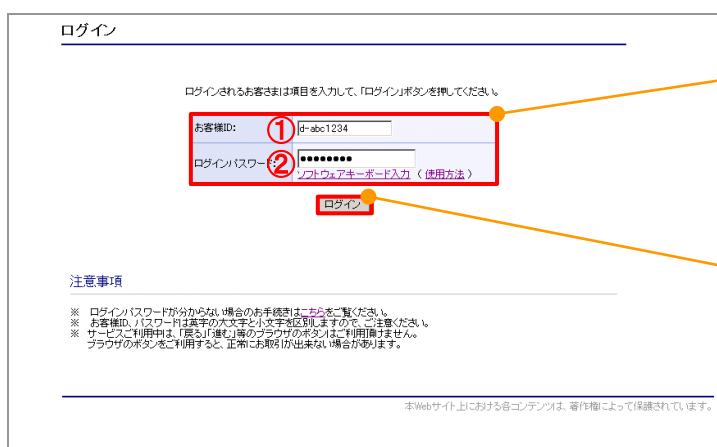 ログイン
ログインされるお客さまは項目を入力して、「ログイン」ボタンを押してください。
お客様ID: ① d-abc1234
ログインパスワード: ② ●●●●●●●●
ソフトウェアキーボード入力 ( 使用方法 )
ログイン
注意事項
※ ログインパスワードが分からない場合のお手続きはこちらをご覧ください。
※ お客様ID、パスワードは英字の大文字と小文字を区別しますので、ご注意ください。
※ サービスご利用中は、「戻る」「進む」等のブラウザのボタンはご利用頂けません。
ブラウザのボタンをご利用すると、正常にお取引が出来ない場合があります。
本Webサイト上における各コンテンツは、著作権によって保護されています。